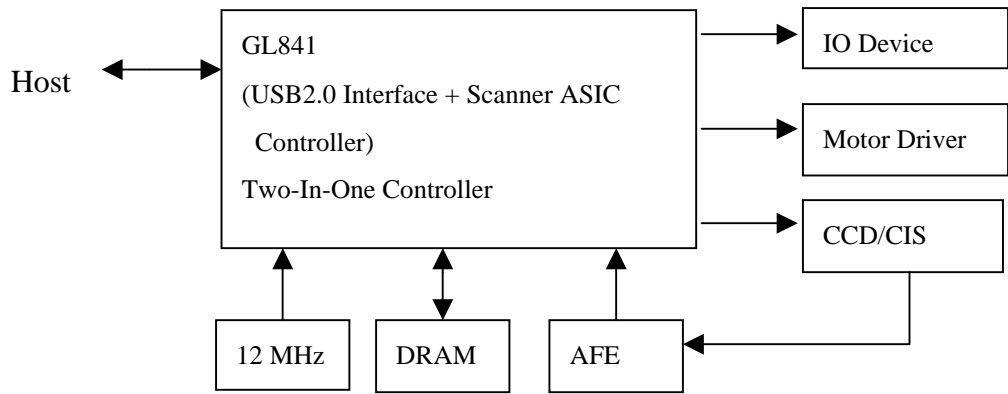 Host
GL841
(USB2.0 Interface + Scanner ASIC
Controller)
Two-In-One Controller
IO Device
Motor Driver
CCD/CIS
12 MHz
DRAM
AFE